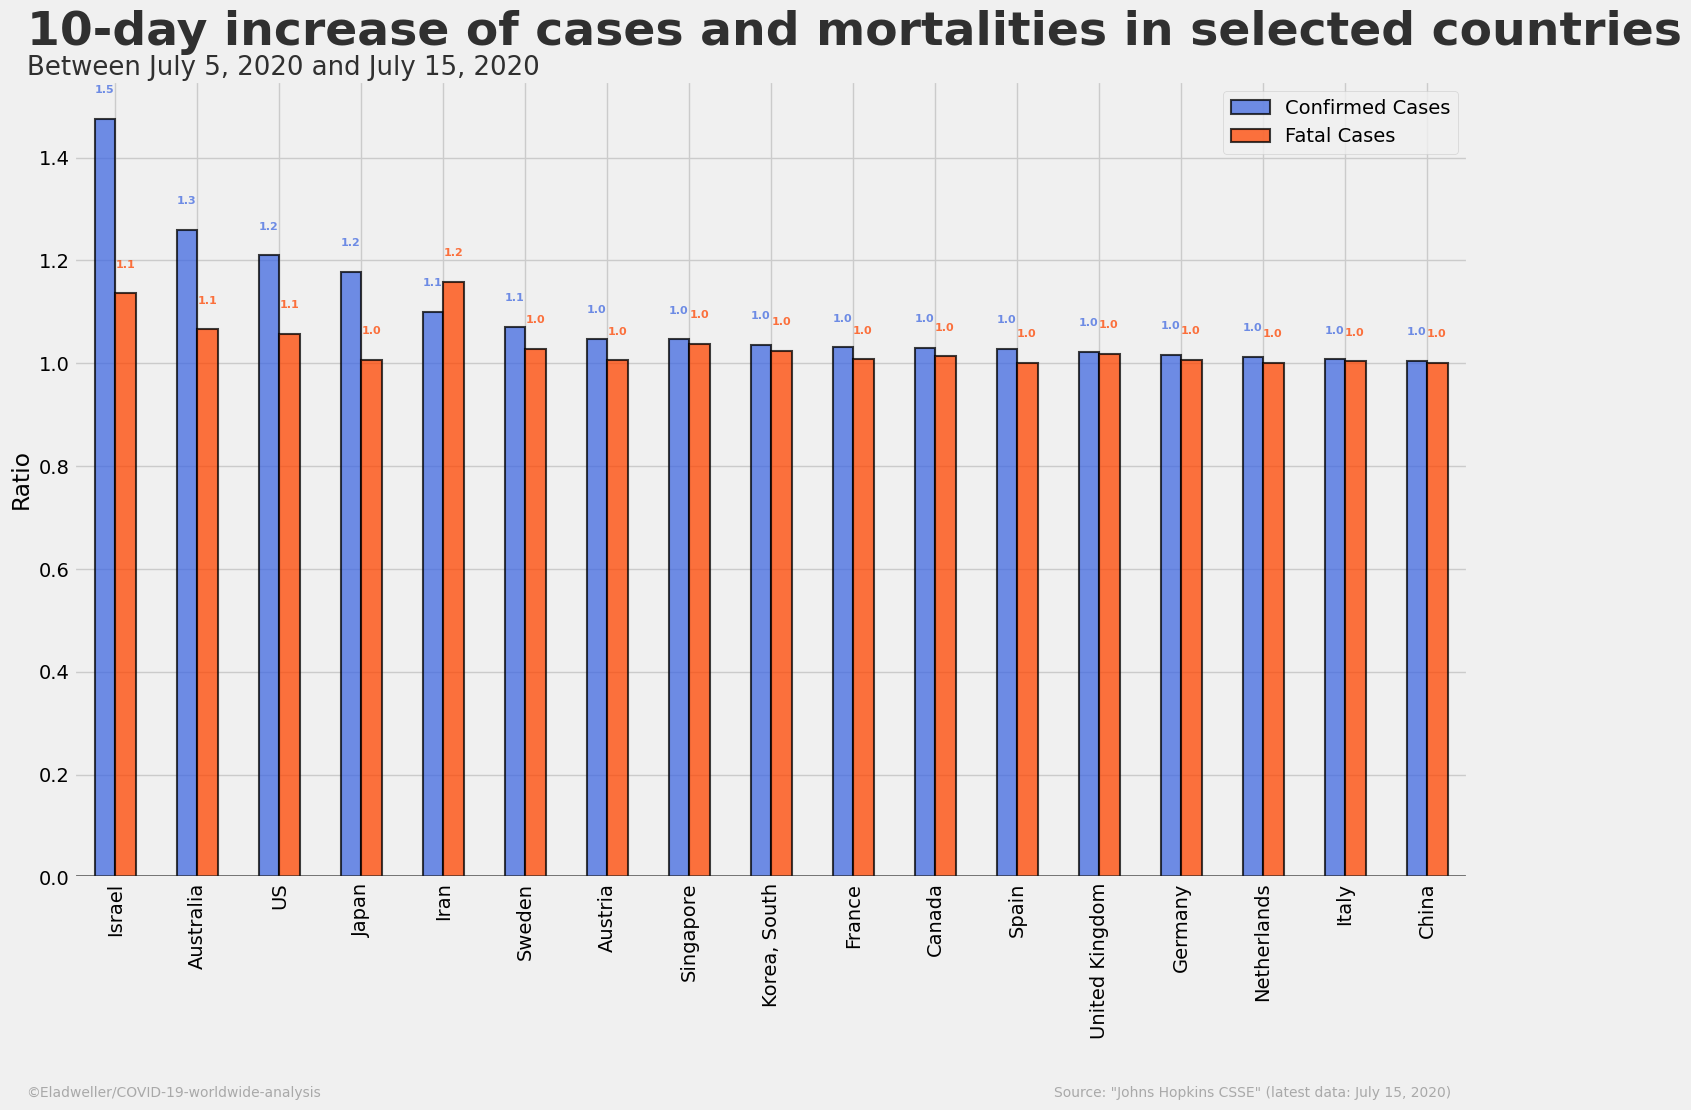 10-day increase of cases and mortalities in selected countries
Between July 5, 2020 and July 15, 2020
Confirmed Cases
Fatal Cases
Ratio
1.4
1.2
1.0
0.8
0.6
0.4
0.2
0.0
1.5 1.1
1.3 1.1
1.2 1.1
1.2 1.0
1.1 1.2
1.1 1.0
1.0 1.0
1.0 1.0
1.0 1.0
1.0 1.0
1.0 1.0
1.0 1.0
1.0 1.0
1.0 1.0
1.0 1.0
1.0 1.0
1.0 1.0
Israel
Australia
US
Japan
Iran
Sweden
Austria
Singapore
Korea, South
France
Canada
Spain
United Kingdom
Germany
Netherlands
Italy
China
©Eladweller/COVID-19-worldwide-analysis
Source: "Johns Hopkins CSSE" (latest data: July 15, 2020)